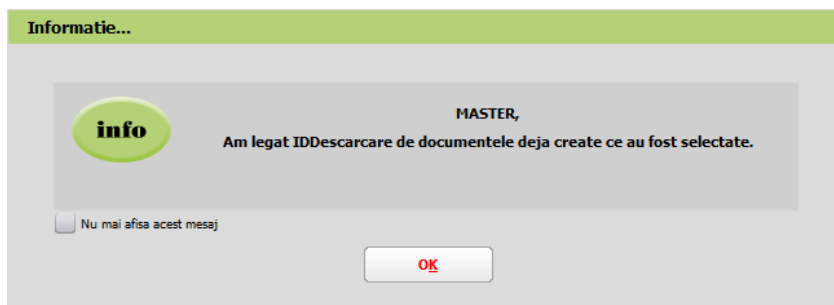 Informatie...
info
MASTER,
Am legat IDDescarcare de documentele deja create ce au fost selectate.
Nu mai afisa acest mesaj
OK